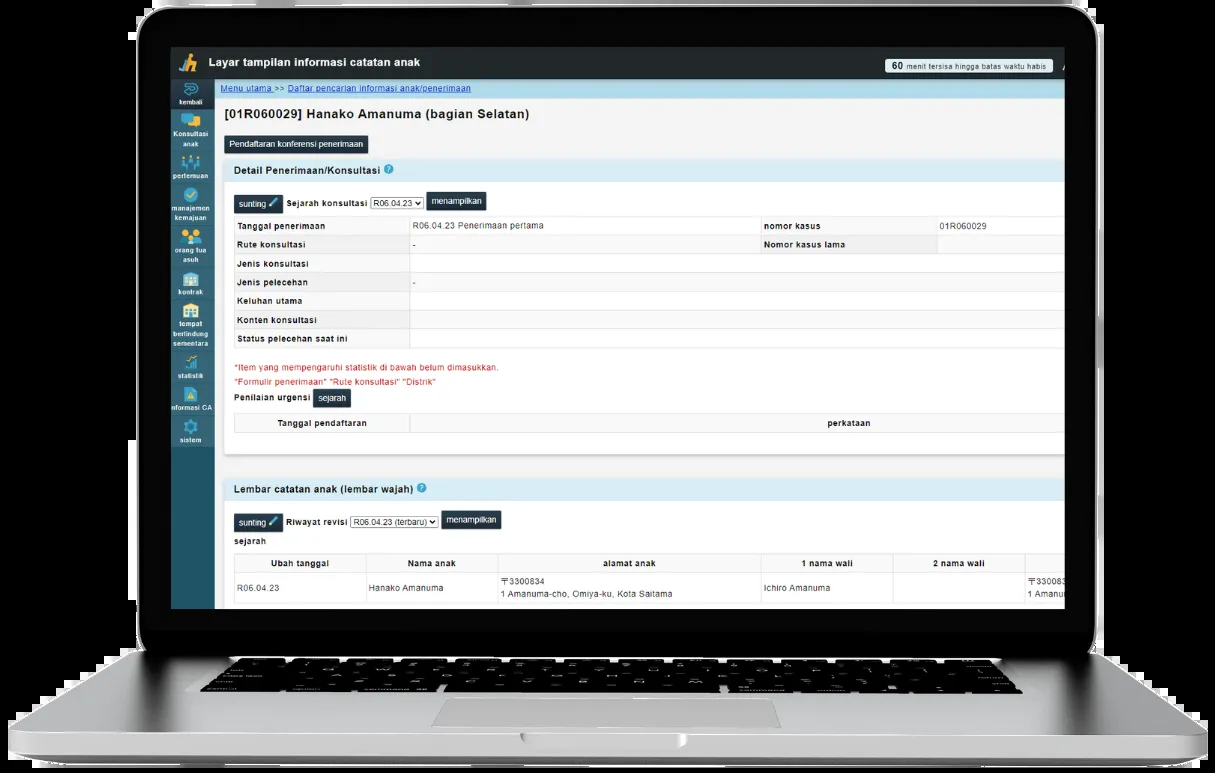 Layar tampilan informasi catatan anak
60 menit tersisa hingga batas waktu habis
kembali
Menu utama >> Daftar pencarian informasi anak/penerimaan
[01R060029] Hanako Amanuma (bagian Selatan)
Konsultasi
anak
Pendaftaran konferensi penerimaan
pertemuan
Detail Penerimaan/Konsultasi ?
manajemen
kemajuan
sunting Sejarah konsultasi R06.04.23 menampilkan
Tanggal penerimaan R06.04.23 Penerimaan pertama nomor kasus 01R060029
orang tua
asuh
Rute konsultasi - Nomor kasus lama
Jenis konsultasi
Jenis pelecehan -
kontrak
Keluhan utama
Konten konsultasi
tempat
berlindung
sementara
Status pelecehan saat ini
statistik
*Item yang mempengaruhi statistik di bawah belum dimasukkan.
"Formulir penerimaan" "Rute konsultasi" "Distrik"
Penilaian urgensi sejarah
nformasi CA
Tanggal pendaftaran perkataan
sistem
Lembar catatan anak (lembar wajah) ?
sunting Riwayat revisi R06.04.23 (terbaru) menampilkan
sejarah
Ubah tanggal Nama anak alamat anak 1 nama wali 2 nama wali
R06.04.23 Hanako Amanuma 〒3300834 Ichiro Amanuma 〒33008
1 Amanuma-cho, Omiya-ku, Kota Saitama 1 Amanu